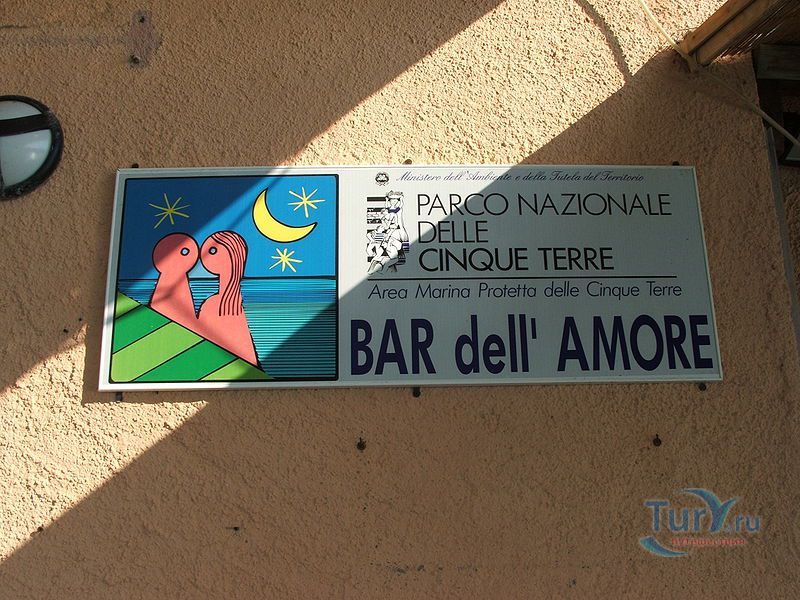 Ministero dell'Ambiente e della Tutela del Territorio
PARCO NAZIONALE
DELLE
CINQUE TERRE
Area Marina Protetta delle Cinque Terre
BAR dell' AMORE
TurY.ru
путешествия